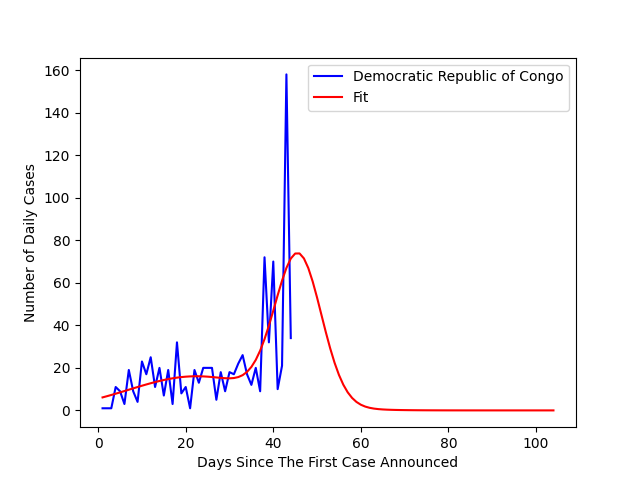 Democratic Republic of Congo
Fit
160
140
120
100
80
60
40
20
0
Number of Daily Cases
0 20 40 60 80 100
Days Since The First Case Announced